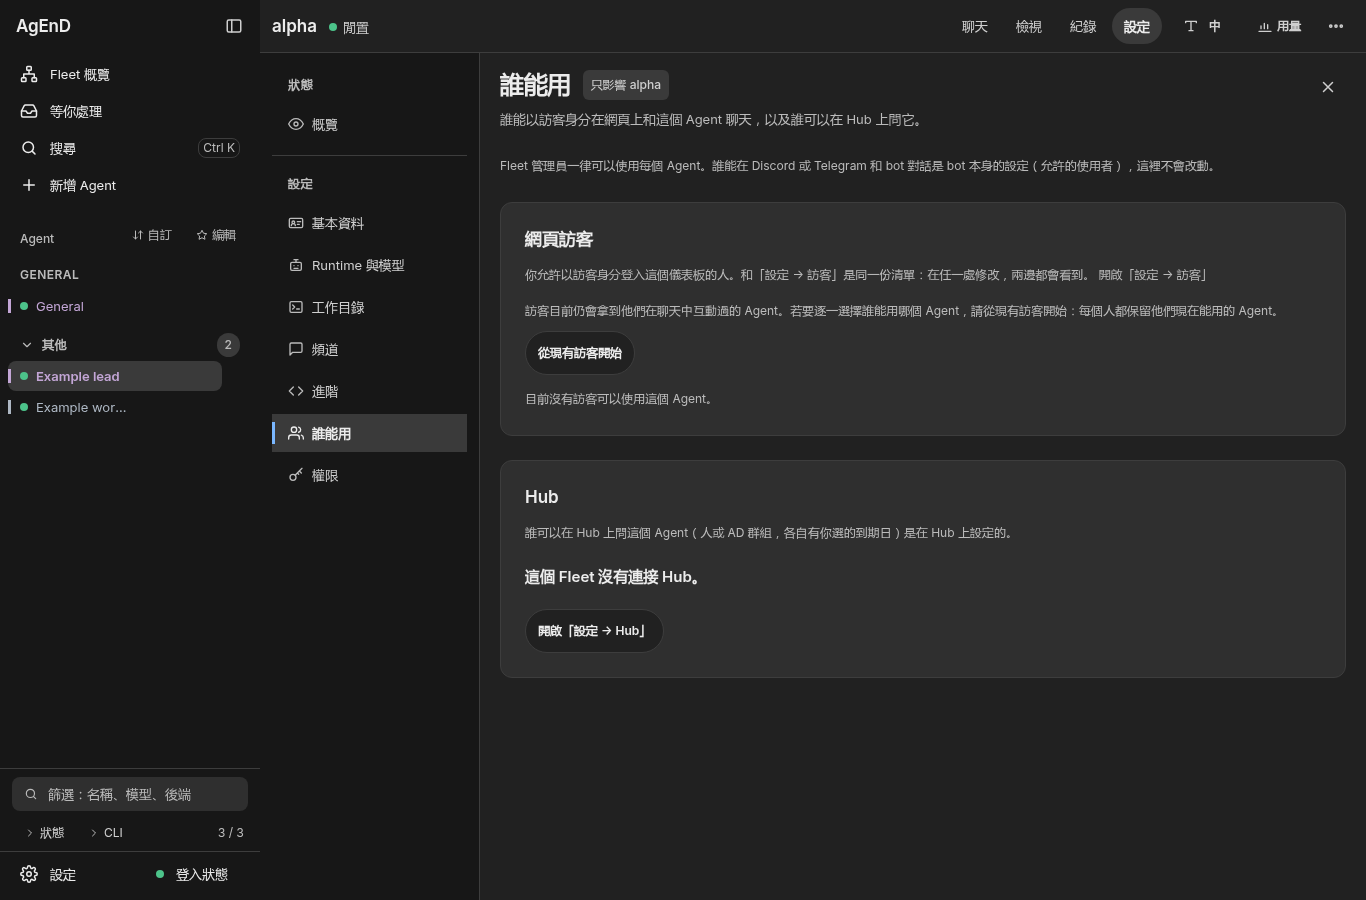 AgEnD
Fleet 概覽
等你處理
搜尋 Ctrl K
新增 Agent
Agent 自訂 編輯
GENERAL
General
其他 2
Example lead
Example wor...
篩選：名稱、模型、後端
狀態 CLI 3 / 3
設定 登入狀態
alpha 閒置
聊天 檢視 紀錄 設定 T 中 用量
狀態
概覽
設定
基本資料
Runtime 與模型
工作目錄
頻道
進階
誰能用
權限
誰能用 只影響 alpha
誰能以訪客身分在網頁上和這個 Agent 聊天，以及誰可以在 Hub 上問它。
Fleet 管理員一律可以使用每個 Agent。誰能在 Discord 或 Telegram 和 bot 對話是 bot 本身的設定（允許的使用者），這裡不會改動。
網頁訪客
你允許以訪客身分登入這個儀表板的人。和「設定 → 訪客」是同一份清單：在任一處修改，兩邊都會看到。 開啟「設定 → 訪客」
訪客目前仍會拿到他們在聊天中互動過的 Agent。若要逐一選擇誰能用哪個 Agent，請從現有訪客開始：每個人都保留他們現在能用的 Agent。
從現有訪客開始
目前沒有訪客可以使用這個 Agent。
Hub
誰可以在 Hub 上問這個 Agent（人或 AD 群組，各自有你選的到期日）是在 Hub 上設定的。
這個 Fleet 沒有連接 Hub。
開啟「設定 → Hub」